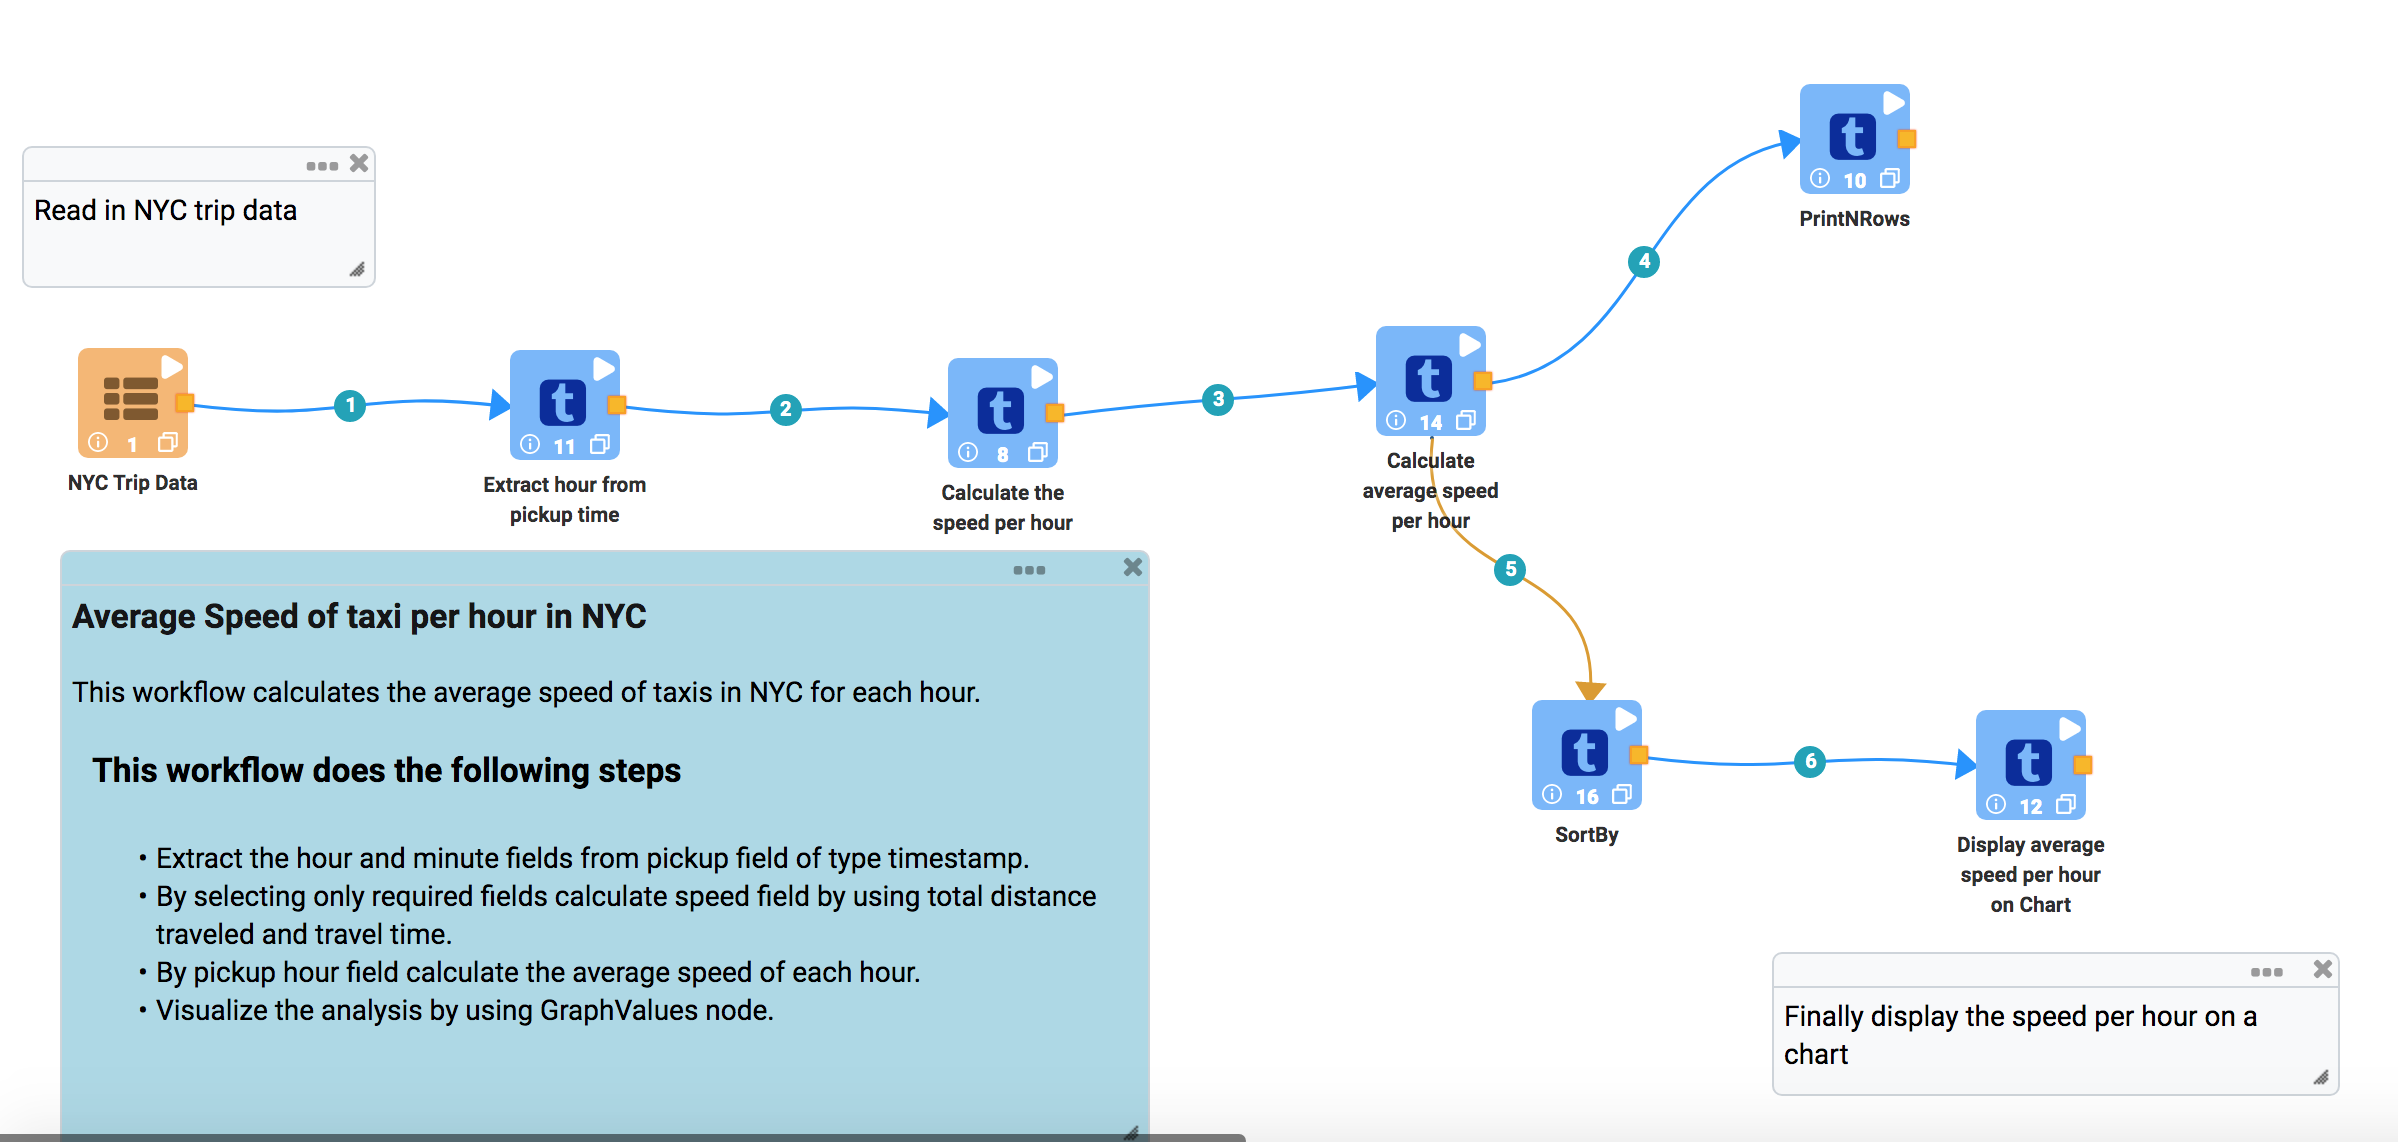 Read in NYC trip data
1
NYC Trip Data
1
t
11
Extract hour from
pickup time
2
t
8
Calculate the
speed per hour
3
t
14
Calculate
average speed
per hour
4
t
10
PrintNRows
5
t
16
SortBy
6
t
12
Display average
speed per hour
on Chart
Average Speed of taxi per hour in NYC
This workflow calculates the average speed of taxis in NYC for each hour.
This workflow does the following steps
• Extract the hour and minute fields from pickup field of type timestamp.
• By selecting only required fields calculate speed field by using total distance
traveled and travel time.
• By pickup hour field calculate the average speed of each hour.
• Visualize the analysis by using GraphValues node.
Finally display the speed per hour on a
chart